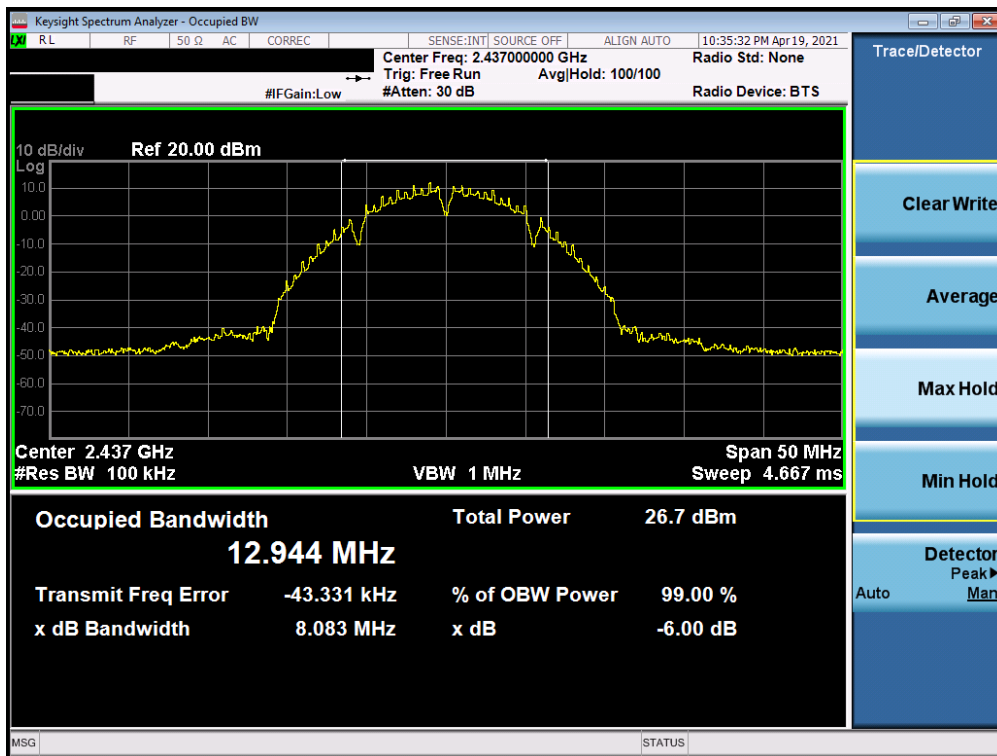 Keysight Spectrum Analyzer - Occupied BW
LXI RL RF 50 Ω AC CORREC SENSE:INT SOURCE OFF ALIGN AUTO 10:35:32 PM Apr 19, 2021
Center Freq: 2.437000000 GHz Radio Std: None
Trig: Free Run Avg|Hold: 100/100
#IFGain:Low #Atten: 30 dB Radio Device: BTS
Trace/Detector
10 dB/div Ref 20.00 dBm
Log
10.0
0.00
-10.0
-20.0
-30.0
-40.0
-50.0
-60.0
-70.0
Center 2.437 GHz Span 50 MHz
#Res BW 100 kHz VBW 1 MHz Sweep 4.667 ms
Occupied Bandwidth Total Power 26.7 dBm
12.944 MHz
Transmit Freq Error -43.331 kHz % of OBW Power 99.00 %
x dB Bandwidth 8.083 MHz x dB -6.00 dB
Clear Write
Average
Max Hold
Min Hold
Detector
Peak▶
Auto Man
MSG STATUS